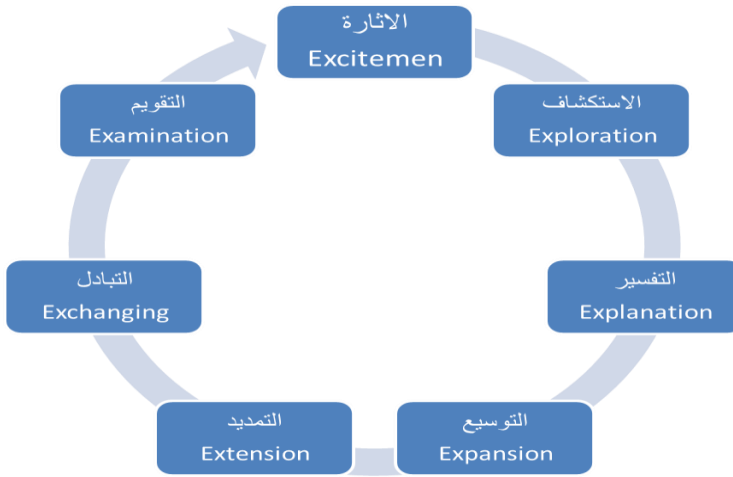 الاثارة
Excitemen
الاستكشاف
Exploration
التفسير
Explanation
التوسيع
Expansion
التمديد
Extension
التبادل
Exchanging
التقويم
Examination